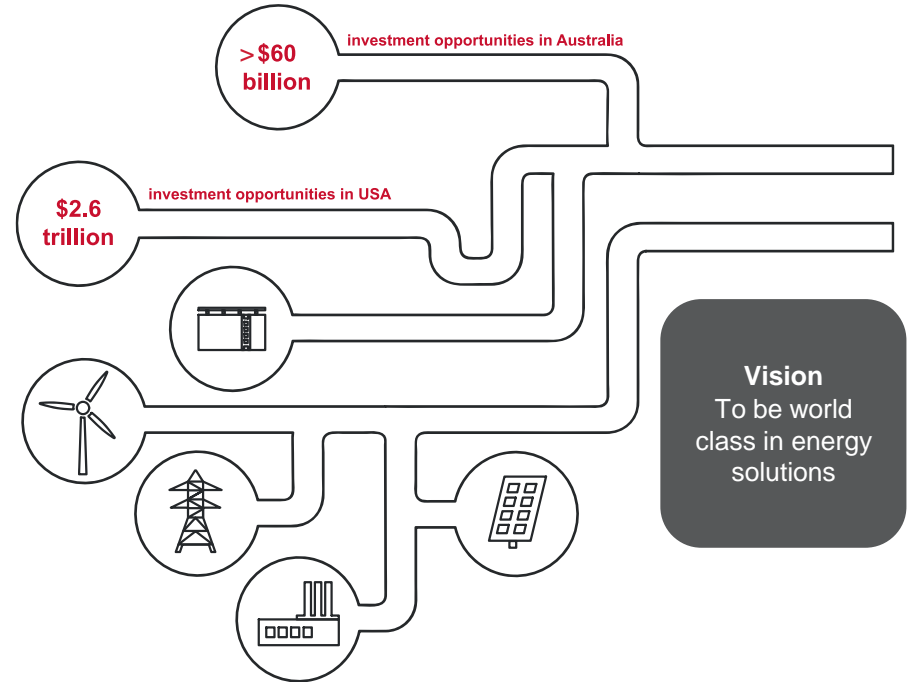 investment opportunities in Australia
> $60
billion
investment opportunities in USA
$2.6
trillion
Vision
To be world
class in energy
solutions